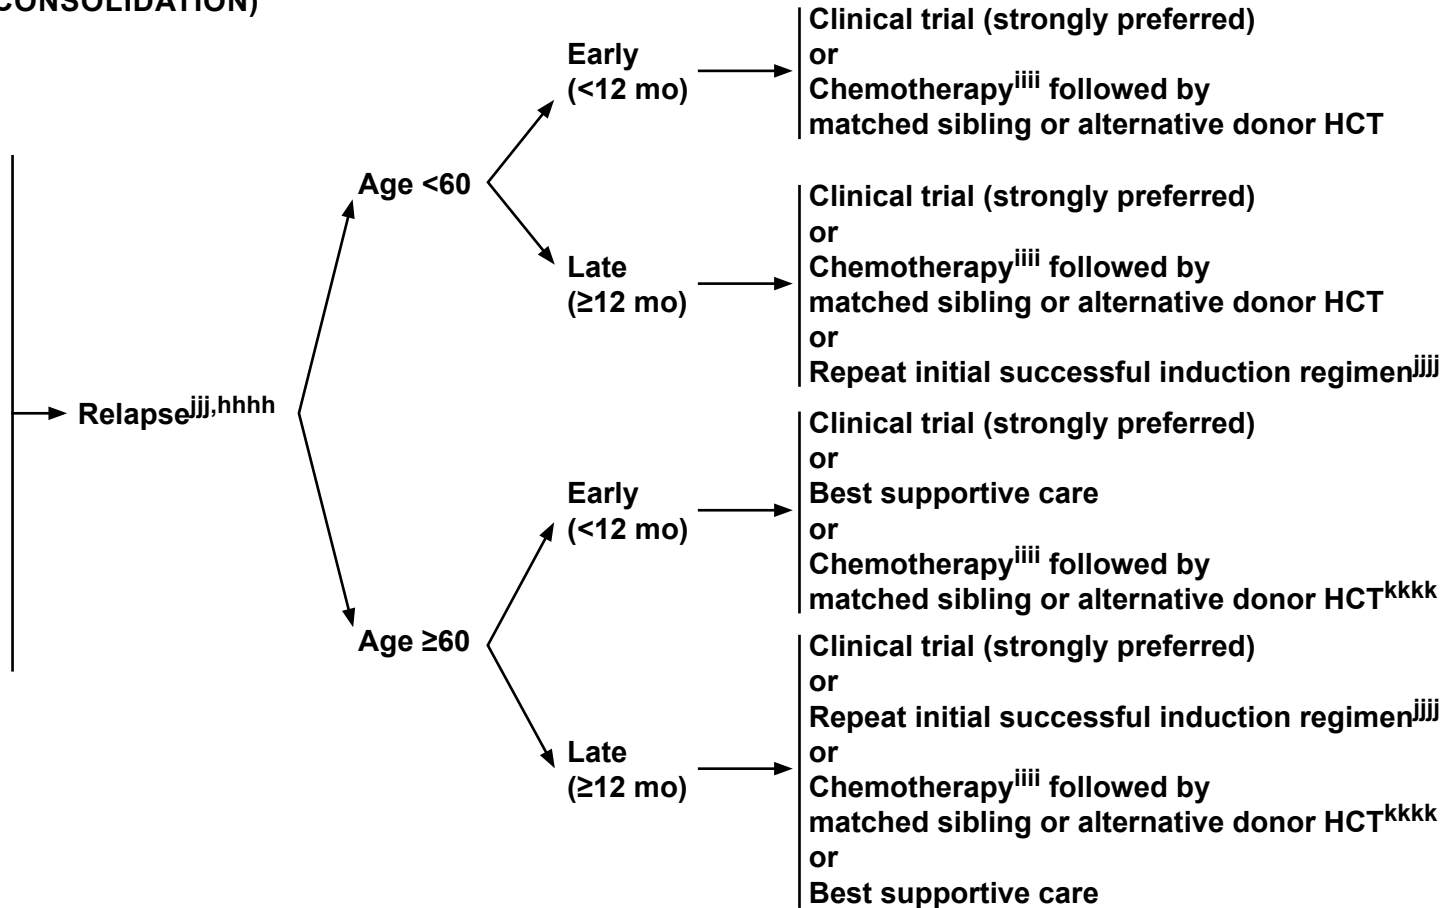 CONSOLIDATION)
Relapsejjj,hhhh
Age <60
Early
(<12 mo)
Clinical trial (strongly preferred)
or
Chemotherapyiiii followed by
matched sibling or alternative donor HCT
Late
(≥12 mo)
Clinical trial (strongly preferred)
or
Chemotherapyiiii followed by
matched sibling or alternative donor HCT
or
Repeat initial successful induction regimenjjjj
Age ≥60
Early
(<12 mo)
Clinical trial (strongly preferred)
or
Best supportive care
or
Chemotherapyiiii followed by
matched sibling or alternative donor HCTkkkk
Late
(≥12 mo)
Clinical trial (strongly preferred)
or
Repeat initial successful induction regimenjjjj
or
Chemotherapyiiii followed by
matched sibling or alternative donor HCTkkkk
or
Best supportive care